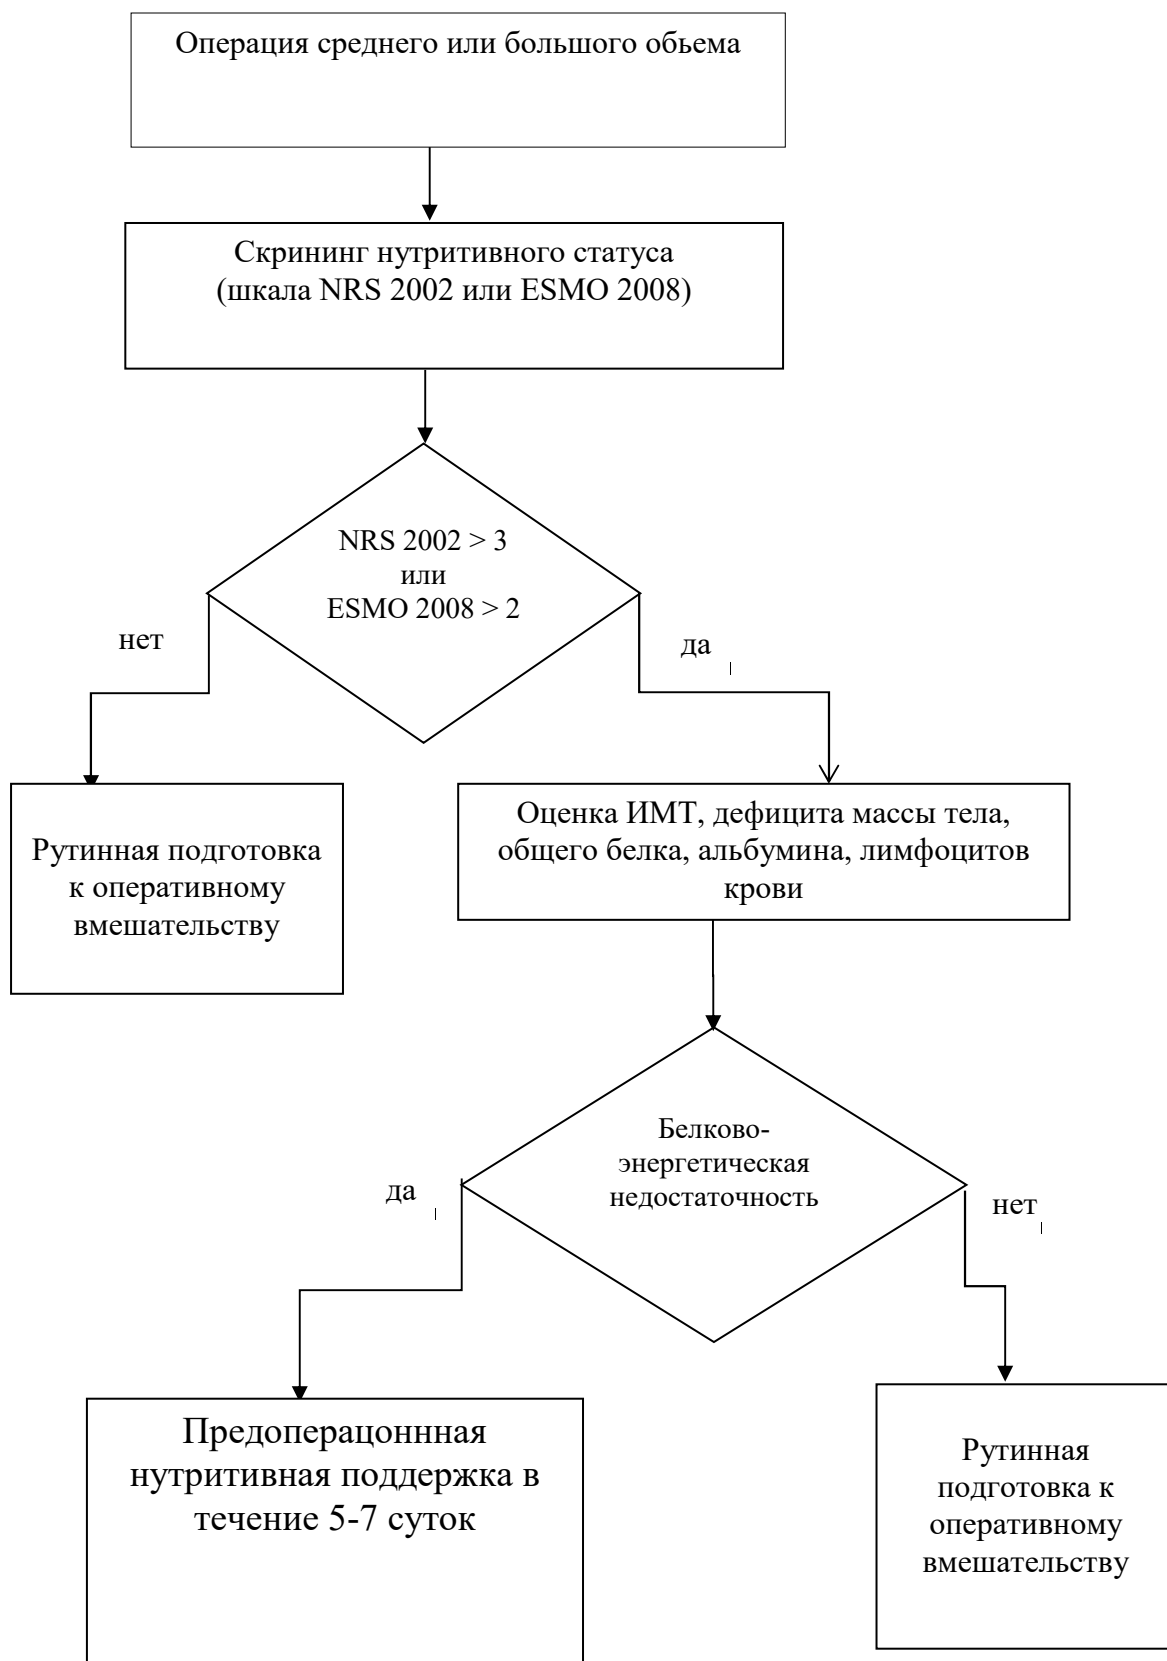 Операция среднего или большого обьема
Скрининг нутритивного статуса
(шкала NRS 2002 или ESMO 2008)
NRS 2002 > 3
или
ESMO 2008 > 2
нет
да
Рутинная подготовка
к оперативному
вмешательству
Оценка ИМТ, дефицита массы тела,
общего белка, альбумина, лимфоцитов
крови
Белково-
энергетическая
недостаточность
да
нет
Предоперацоннная
нутритивная поддержка в
течение 5-7 суток
Рутинная
подготовка к
оперативному
вмешательству